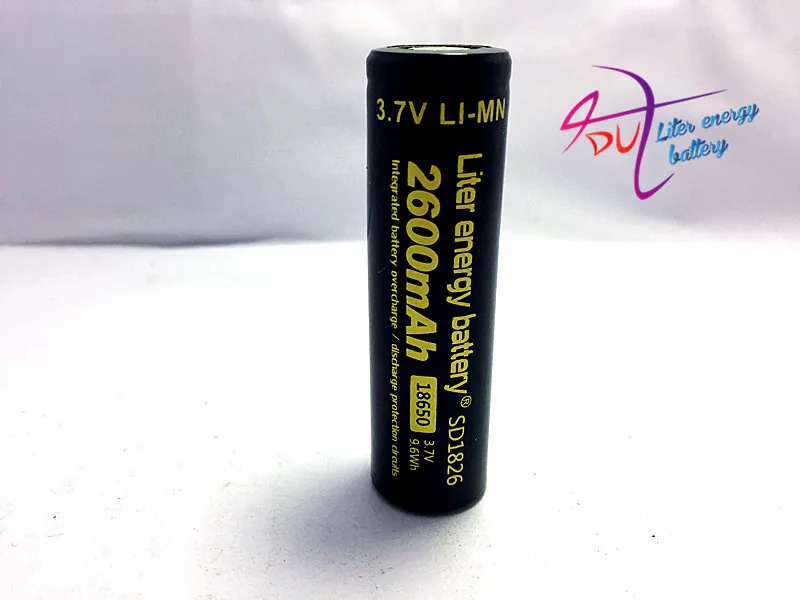 3.7V LI-MN
Liter energy battery® SD1826
2600mAh 18650 3.7V
9.6Wh
Integrated battery overcharge / discharge protection circuits
Liter energy
battery